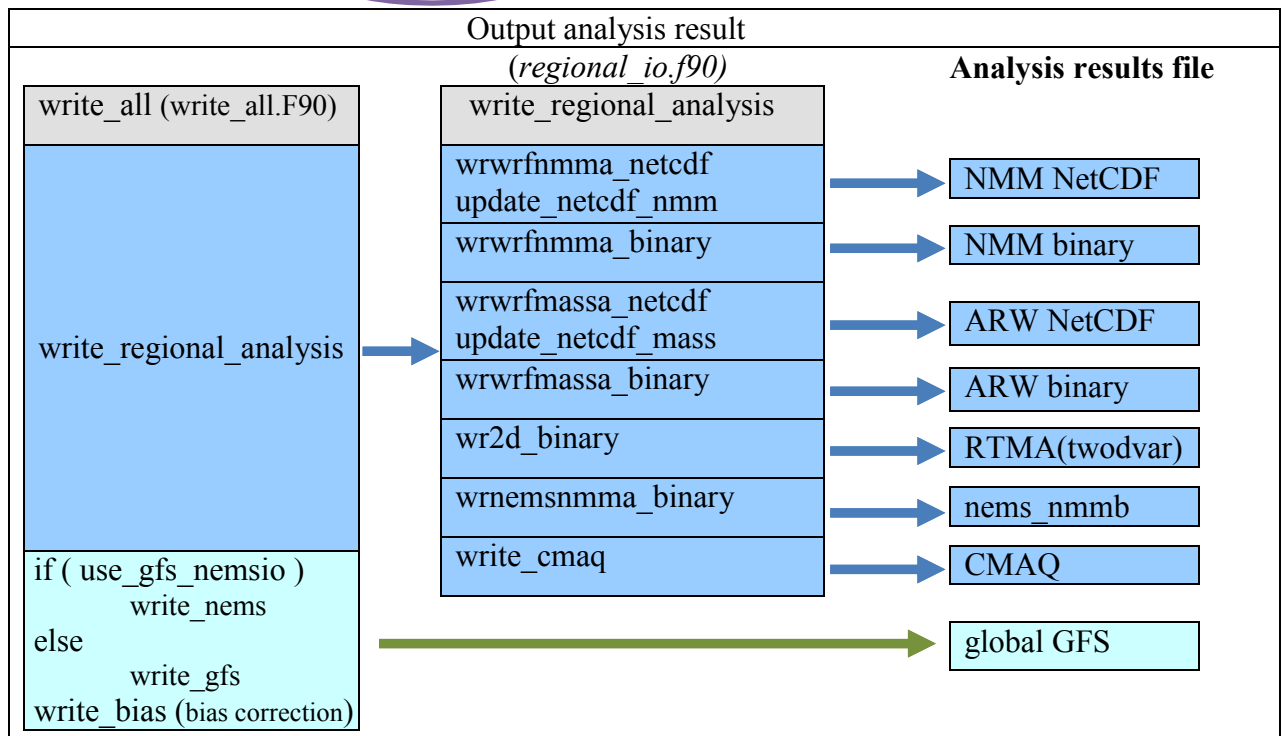 Output analysis result
(regional_io.f90)
Analysis results file
write_all (write_all.F90)
write_regional_analysis
if ( use_gfs_nemsio )
write_nems
else
write_gfs
write_bias (bias correction)
write_regional_analysis
wrwrfnmma_netcdf
update_netcdf_nmm
wrwrfnmma_binary
wrwrfmassa_netcdf
update_netcdf_mass
wrwrfmassa_binary
wr2d_binary
wrnemsnmma_binary
write_cmaq
NMM NetCDF
NMM binary
ARW NetCDF
ARW binary
RTMA(twodvar)
nems_nmmb
CMAQ
global GFS